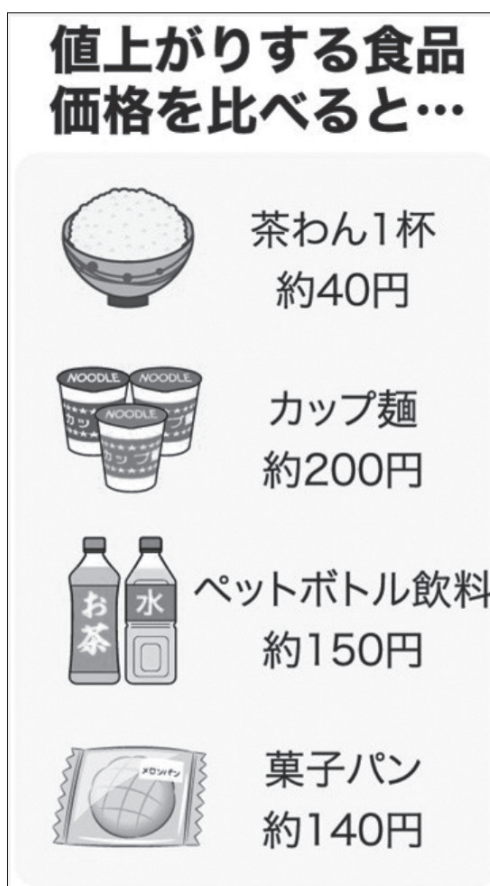 値上がりする食品
価格を比べると…
茶わん1杯
約40円
NOODLE NOODLE
NOODLE
カップ麺
約200円
お茶
水
ペットボトル飲料
約150円
メロンパン
菓子パン
約140円